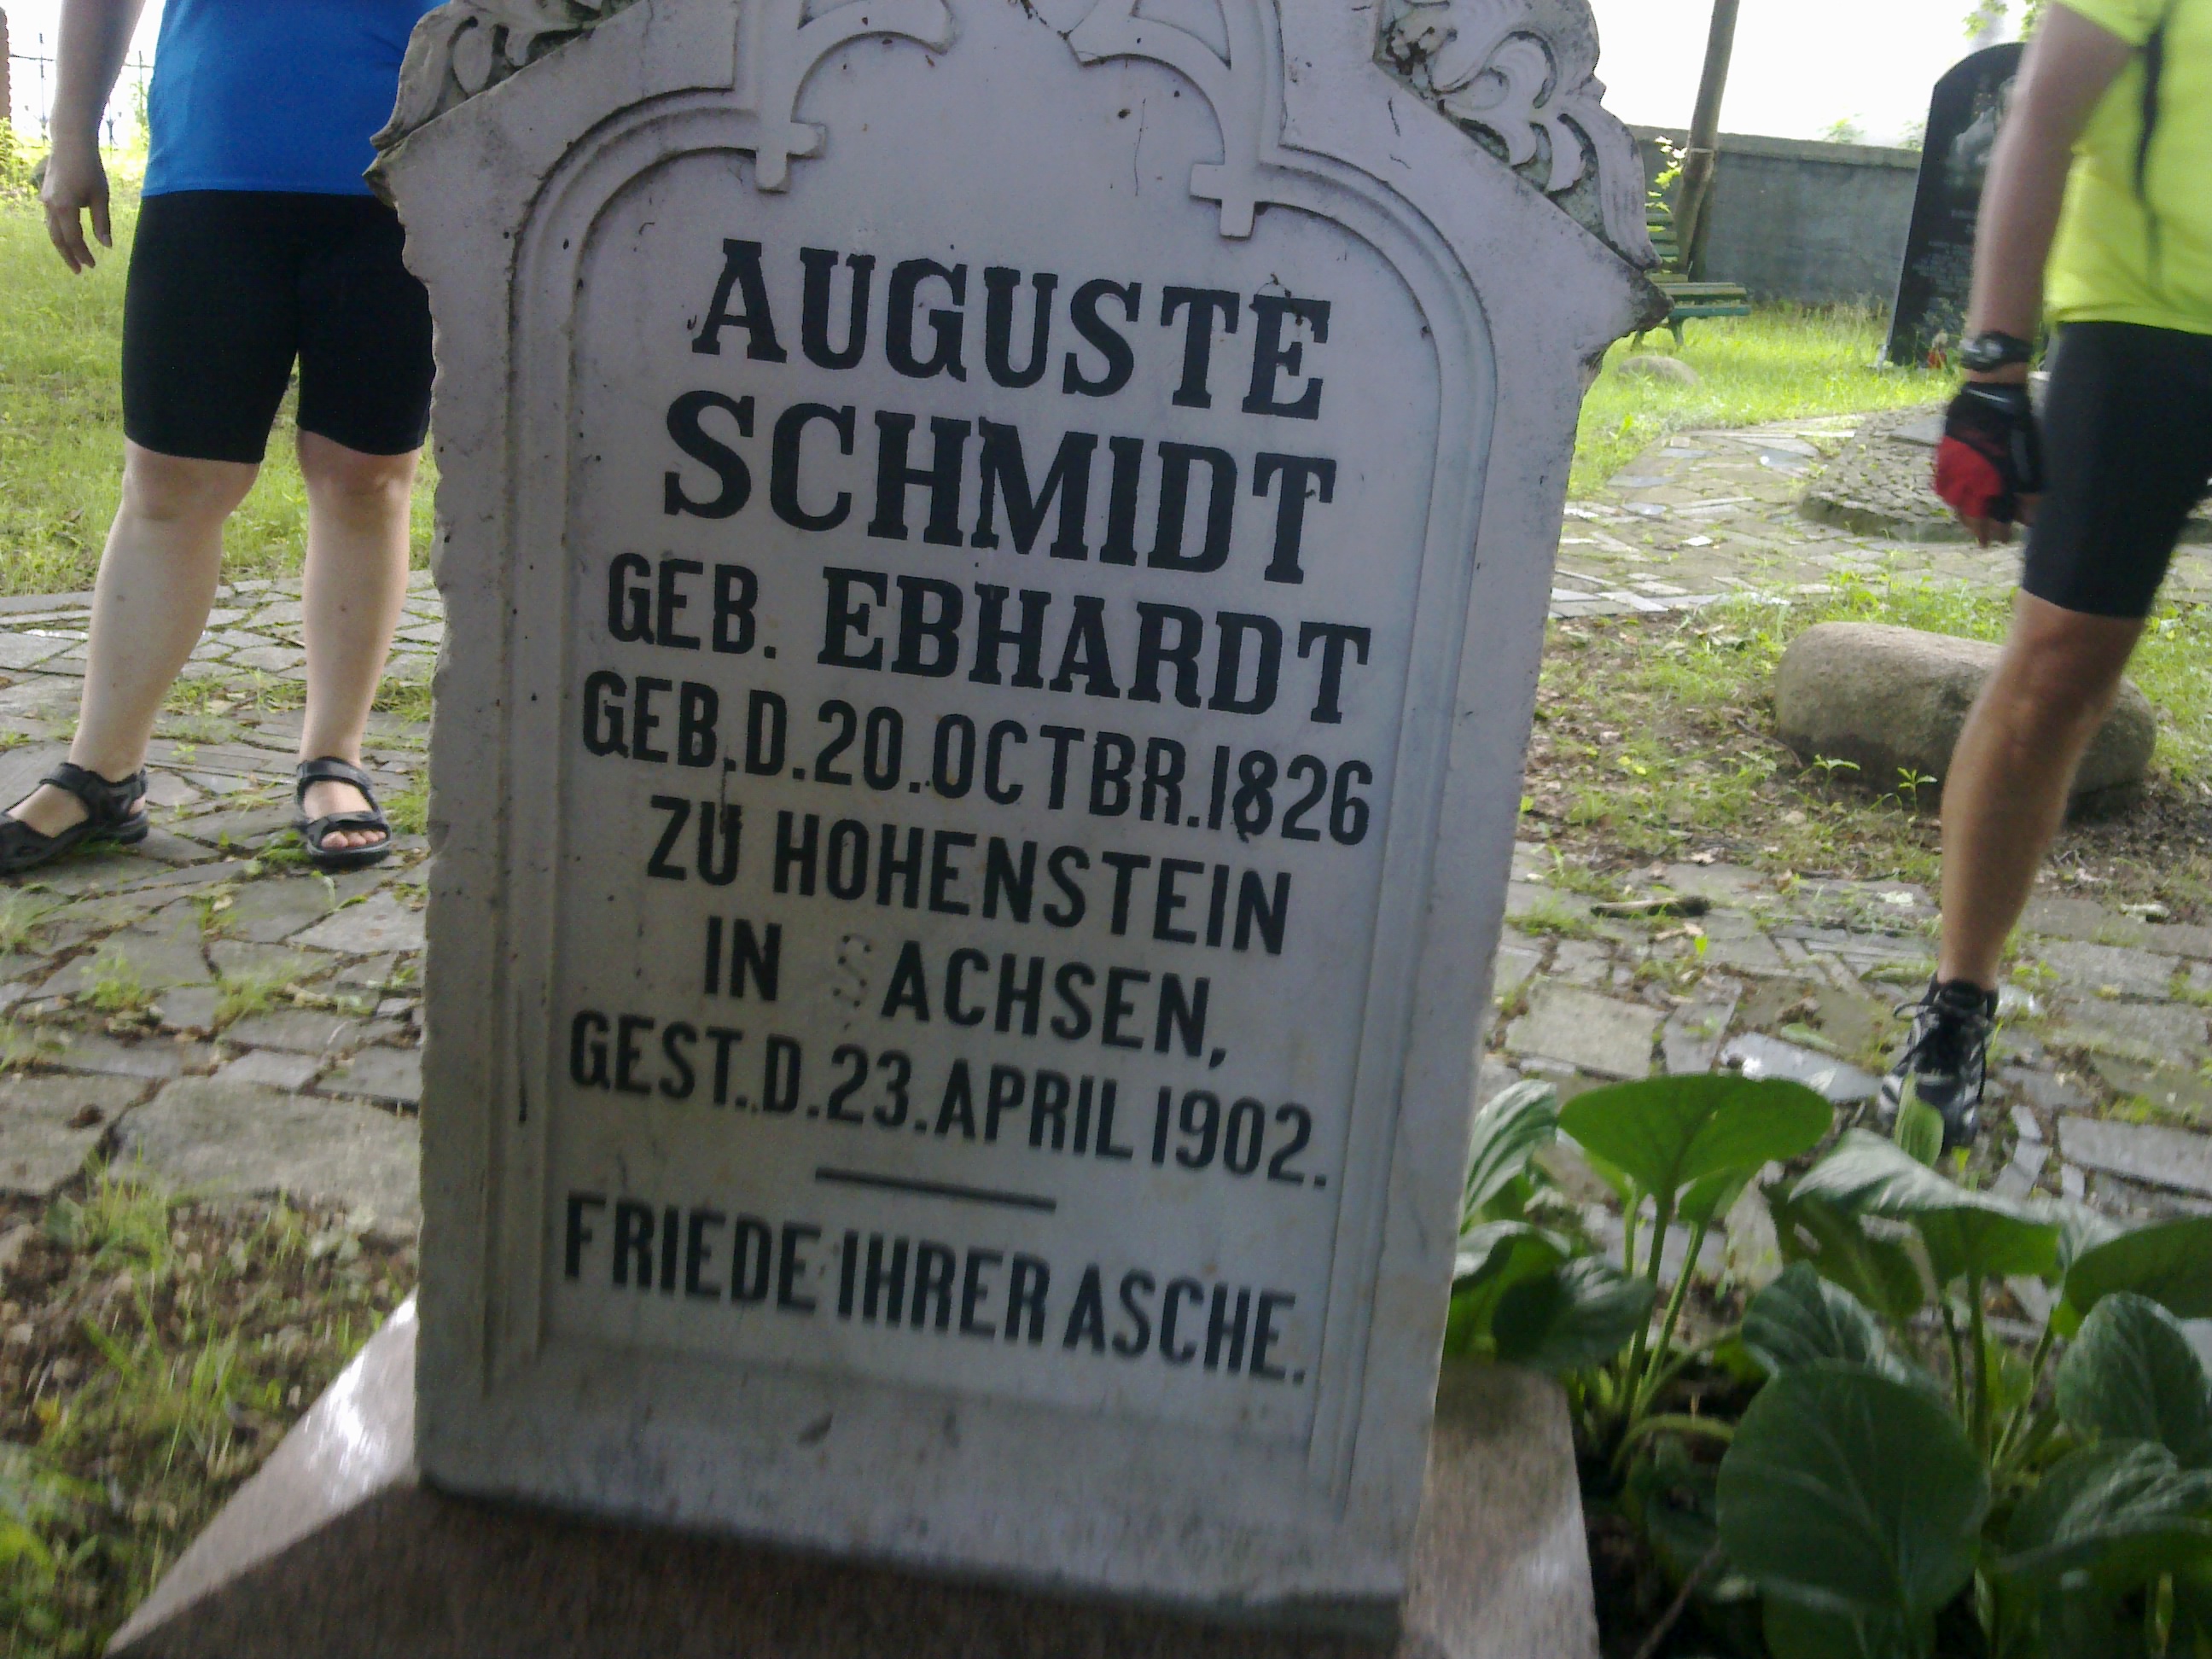 AUGUSTE
SCHMIDT
GEB. EBHARDT
GEB.D.20.OCTBR.1826
ZU HOHENSTEIN
IN SACHSEN,
GEST.D.23.APRIL 1902.
FRIEDE IHRER ASCHE.